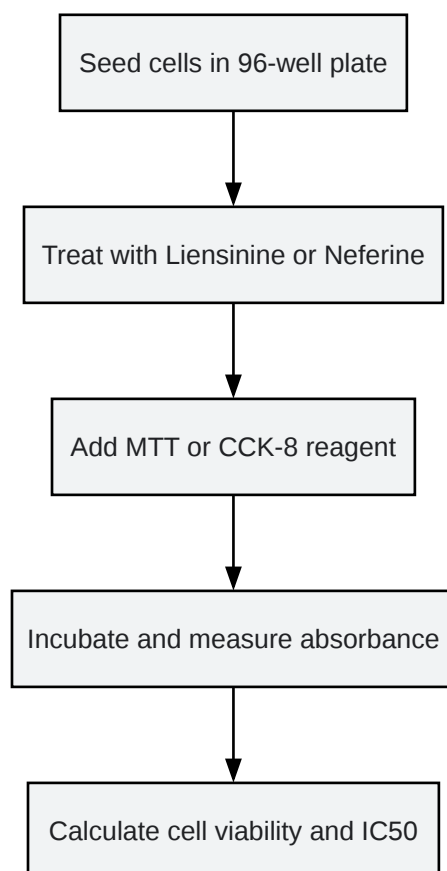 Seed cells in 96-well plate
Treat with Liensinine or Neferine
Add MTT or CCK-8 reagent
Incubate and measure absorbance
Calculate cell viability and IC50